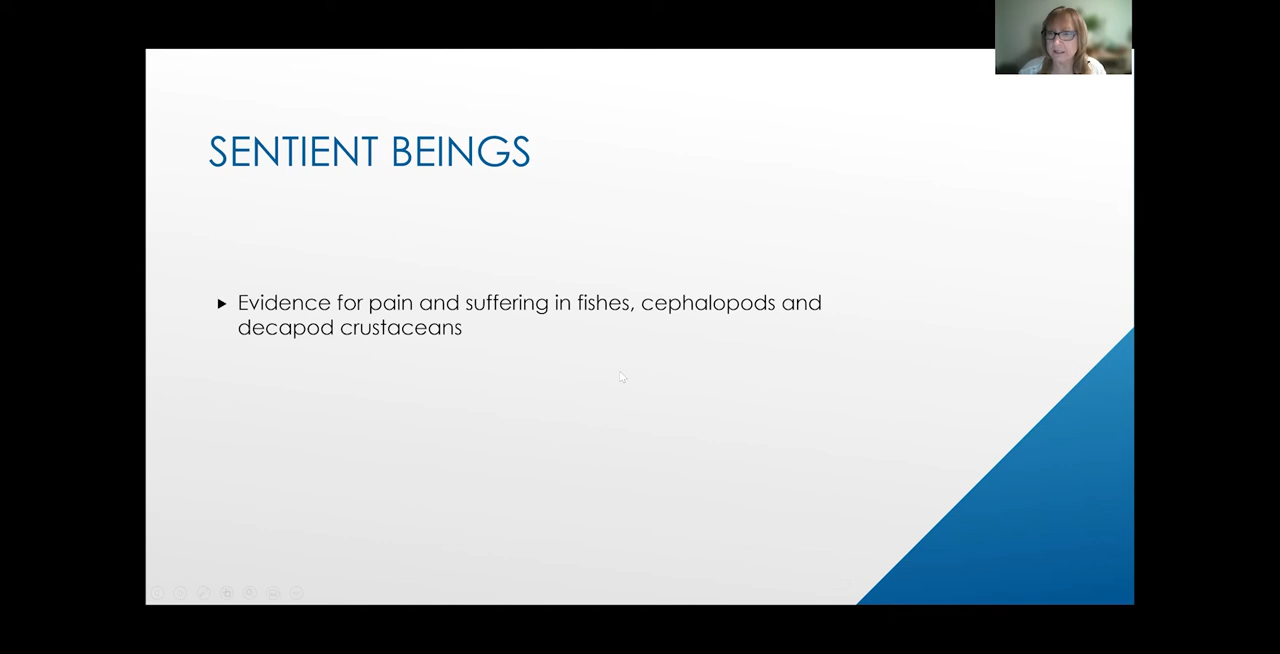 SENTIENT BEINGS
Evidence for pain and suffering in fishes, cephalopods and
decapod crustaceans